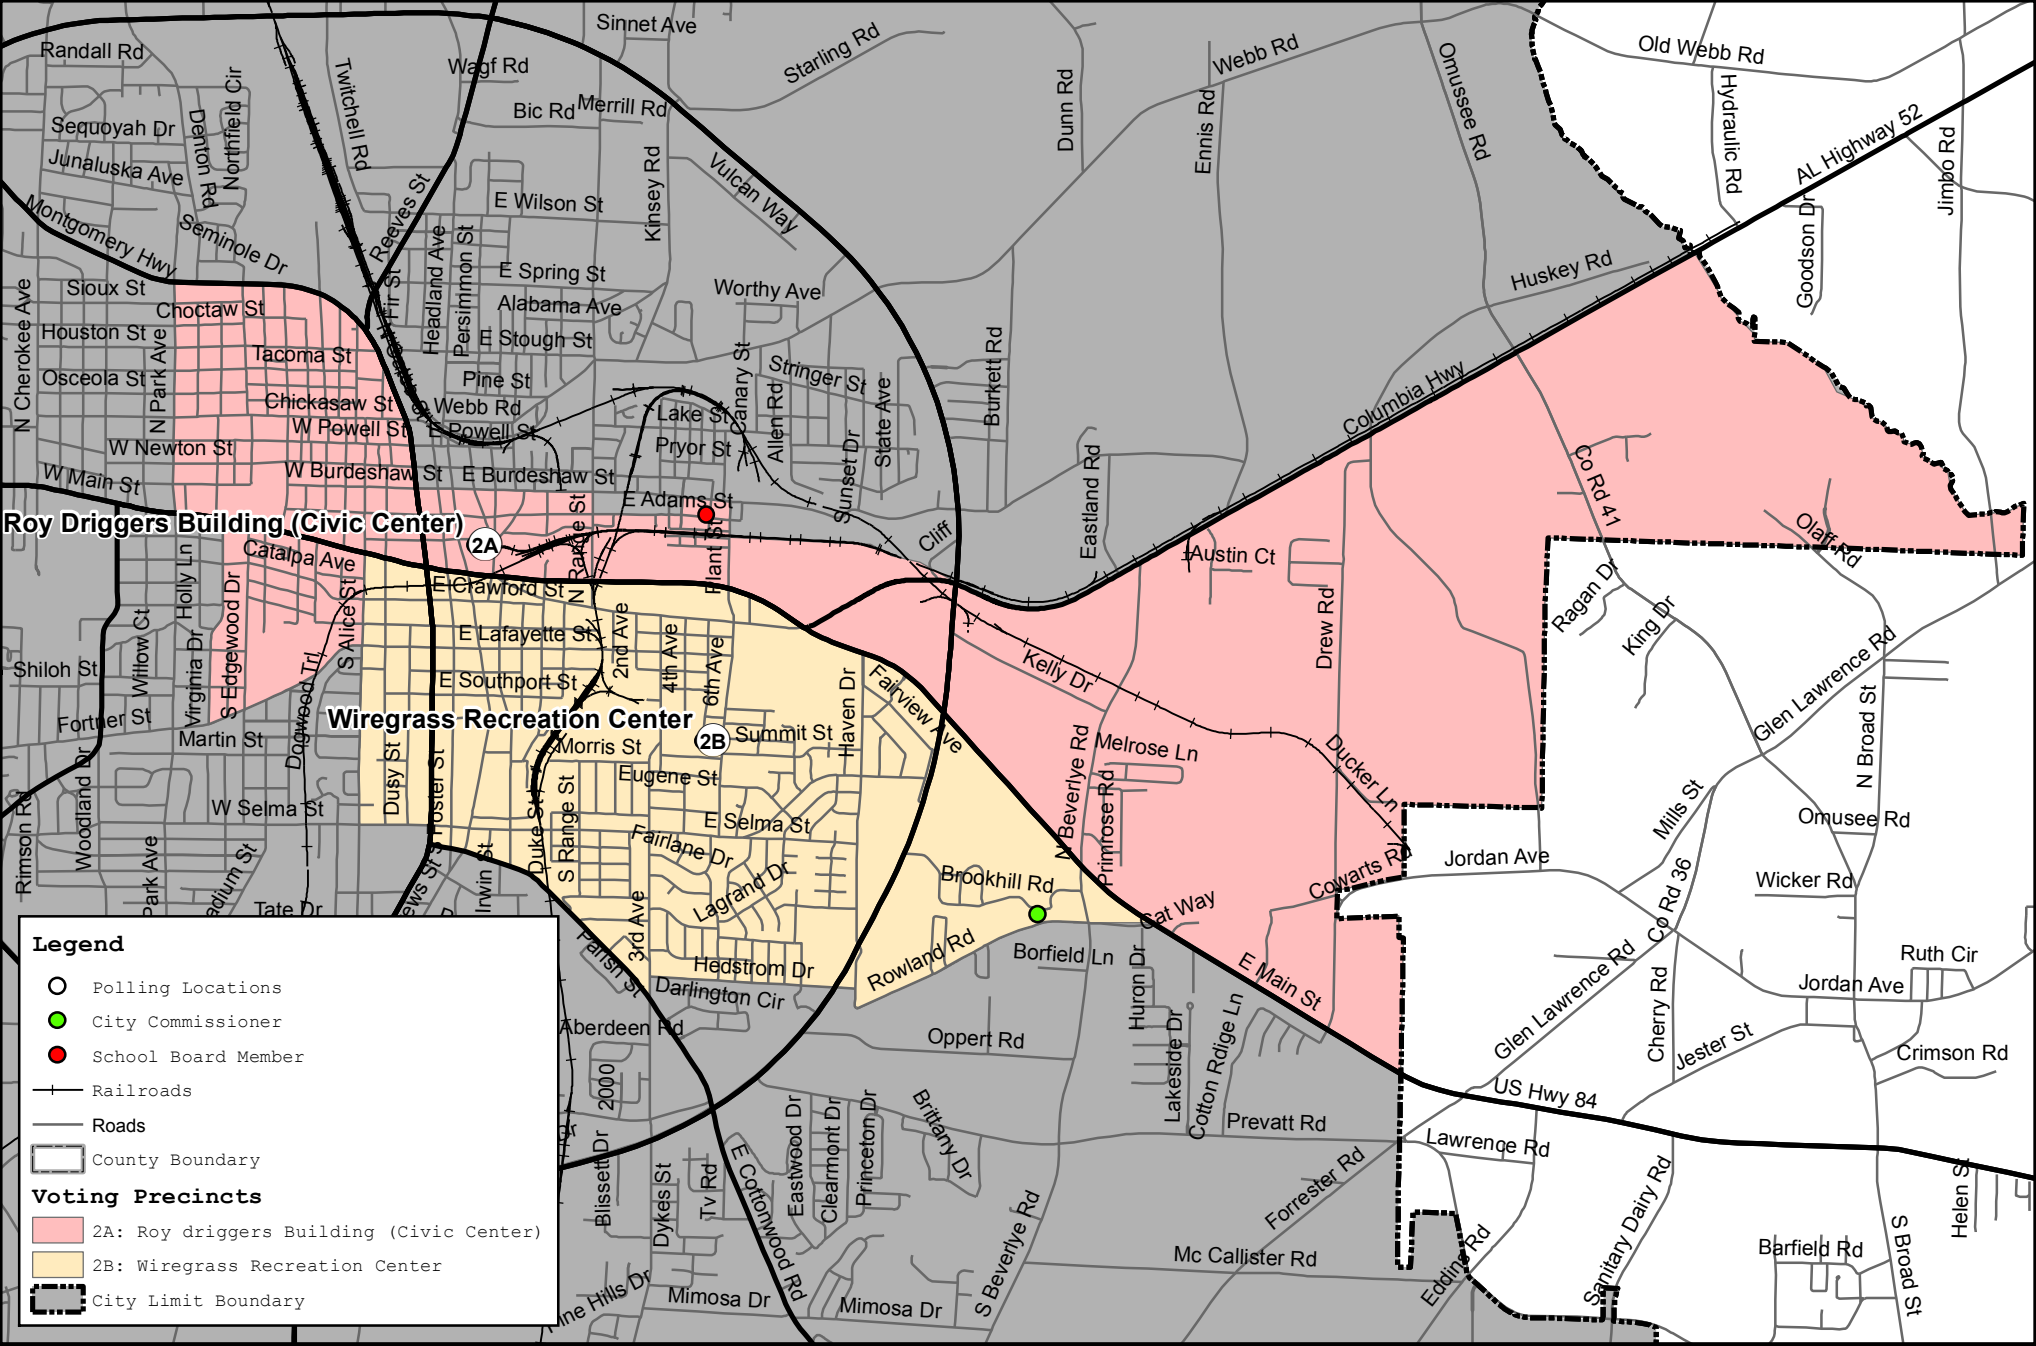 Sinnet Ave
Randall Rd
Starling Rd
Webb Rd
Old Webb Rd
Omussee Rd
Wagf Rd
Twitchell Rd
Northfield Cir
Dunn Rd
Ennis Rd
Hydraulic Rd
AL Highway 52
Jimbo Rd
Bic Rd
Merrill Rd
Sequoyah Dr
Denton Rd
Junaluska Ave
Kinsey Rd
Vulcan Way
Reeves St
E Wilson St
Montgomery Hwy
Seminole Dr
Headland Ave
Persimmon St
Fir St
E Spring St
Goodson Dr
Huskey Rd
Sioux St
Choctaw St
Alabama Ave
Worthy Ave
N Cherokee Ave
Houston St
N Park Ave
E Stough St
Tacoma St
Burkett Rd
Canary St
Stringer St
Osceola St
Pine St
Allen Rd
State Ave
Columbia Hwy
Chickasaw St
Webb Rd
Lake St
W Powell St
E Powell St
W Newton St
Pryor St
Sunset Dr
Eastland Rd
Co Rd 41
W Main St
W Burdeshaw St
E Burdeshaw St
E Adams St
Roy Driggers Building (Civic Center)
2A
N Range St
Plant St
Cliff
Olaff Rd
Catalpa Ave
Austin Ct
Holly Ln
S Edgewood Dr
S Alice St
E Crawford St
Drew Rd
Ragan Dr
King Dr
Willow Ct
Virginia Dr
E Lafayette St
2nd Ave
4th Ave
6th Ave
Glen Lawrence Rd
Shiloh St
Kelly Dr
E Southport St
Haven Dr
Fairview Ave
N Broad St
Fortner St
Dogwood Trl
Wiregrass Recreation Center
2B
Summit St
Martin St
Morris St
Melrose Ln
N Beverlye Rd
Primrose Rd
Ducker Ln
Woodland Dr
Dusy St
S Foster St
Eugene St
Mills St
Rimson Rd
W Selma St
Duke St
S Range St
E Selma St
Omusee Rd
Fairlane Dr
Jordan Ave
Cowarts Rd
Park Ave
Irwin St
Lagrand Dr
Brookhill Rd
Wicker Rd
Co Rd 36
Tate Dr
3rd Ave
Cat Way
Parish St
Hedstrom Dr
Rowland Rd
Borfield Ln
Huron Dr
E Main St
Glen Lawrence Rd
Ruth Cir
Jordan Ave
Darlington Cir
Aberdeen Rd
Oppert Rd
Lakeside Dr
Cotton Rdige Ln
Cherry Rd
Jester St
Crimson Rd
2000
US Hwy 84
Eastwood Dr
Clearmont Dr
Princeton Dr
Brittany Dr
Prevatt Rd
Lawrence Rd
Blissett Dr
Dykes St
Tv Rd
E Cottonwood Rd
S Beverlye Rd
Forrester Rd
Sanitary Dairy Rd
Helen St
Eddins Rd
S Broad St
Mc Callister Rd
Barfield Rd
Mimosa Dr
Mimosa Dr
Legend
Polling Locations
City Commissioner
School Board Member
Railroads
Roads
County Boundary
Voting Precincts
2A: Roy driggers Building (Civic Center)
2B: Wiregrass Recreation Center
City Limit Boundary